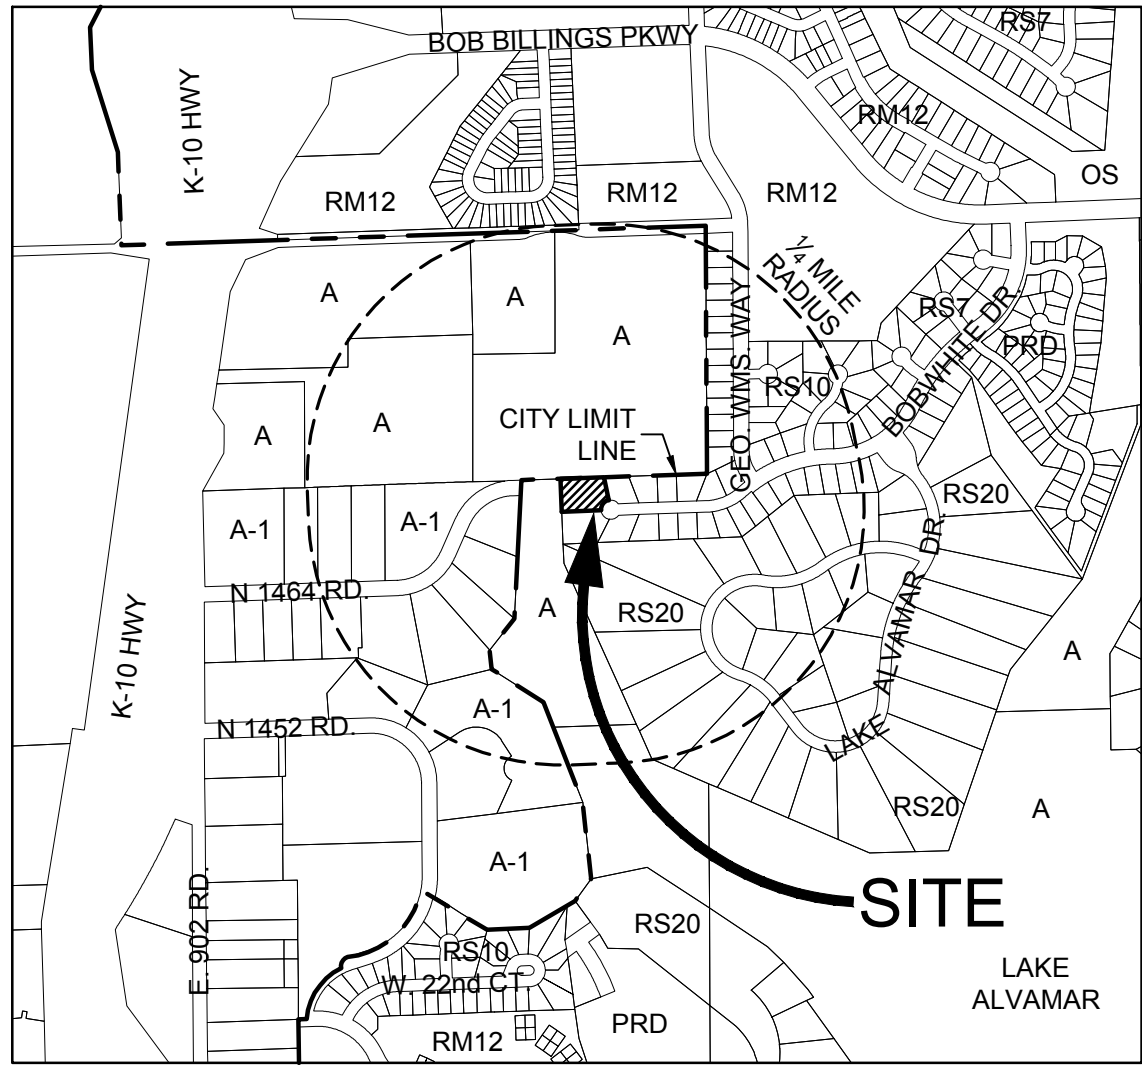 RS7
BOB BILLINGS PKWY
K-10 HWY
RM12
OS
RM12
RM12
RM12
¼ MILE
RADIUS
A
A
A
GEO. WMS. WAY
RS7
BOBWHITE DR.
PRD
RS10
CITY LIMIT
LINE
A
A
A-1
A-1
RS20
N 1464 RD.
A
RS20
LAKE ALVAMAR DR.
A
K-10 HWY
A-1
N 1452 RD.
RS20
A
A-1
SITE
E. 902 RD.
RS20
RS10
W. 22nd CT.
LAKE
ALVAMAR
PRD
RM12